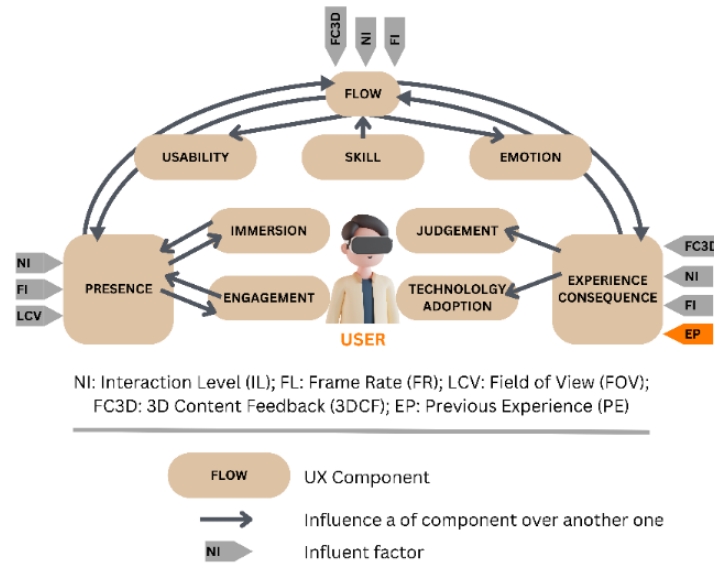 FC3D
NI
FI
FLOW
USABILITY
SKILL
EMOTION
IMMERSION
JUDGEMENT
NI
FI
LCV
PRESENCE
ENGAGEMENT
TECHNOLOLGY
ADOPTION
EXPERIENCE
CONSEQUENCE
FC3D
NI
FI
EP
USER
NI: Interaction Level (IL); FL: Frame Rate (FR); LCV: Field of View (FOV);
FC3D: 3D Content Feedback (3DCF); EP: Previous Experience (PE)
FLOW
UX Component
Influence a of component over another one
NI
Influent factor